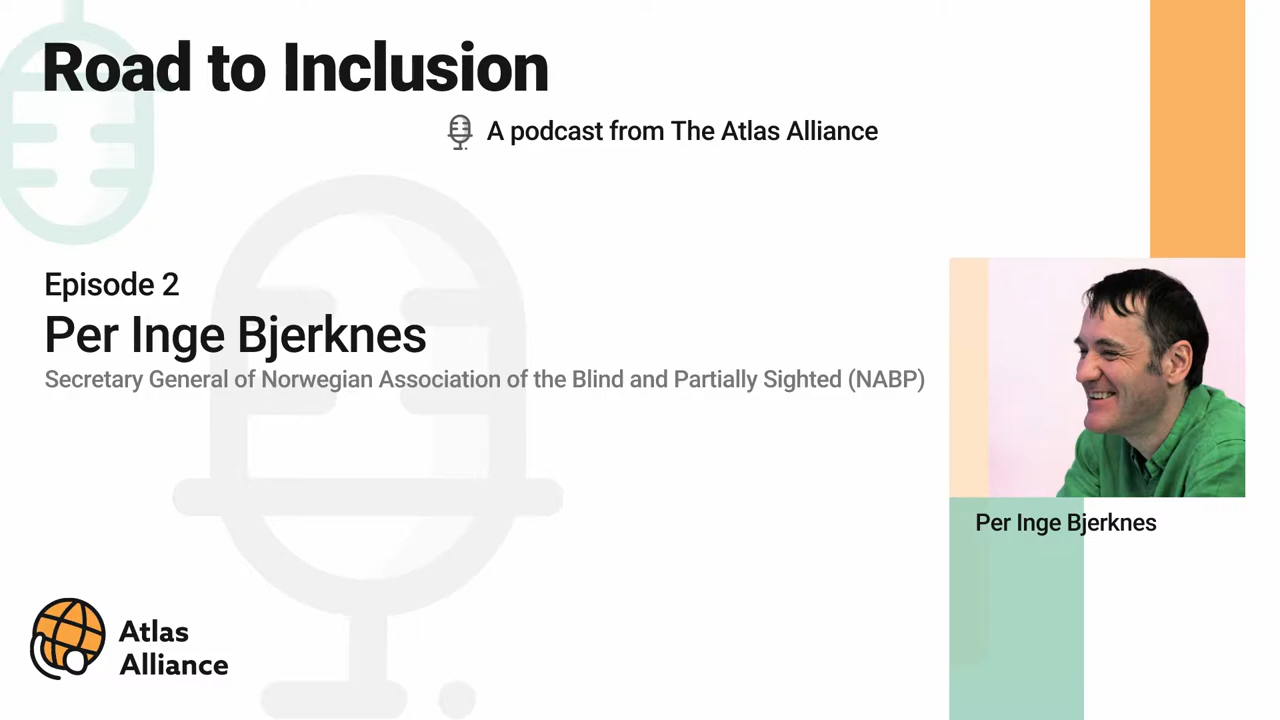 Road to Inclusion
A podcast from The Atlas Alliance
Episode 2
Per Inge Bjerknes
Secretary General of Norwegian Association of the Blind and Partially Sighted (NABP)
Per Inge Bjerknes
Atlas
Alliance